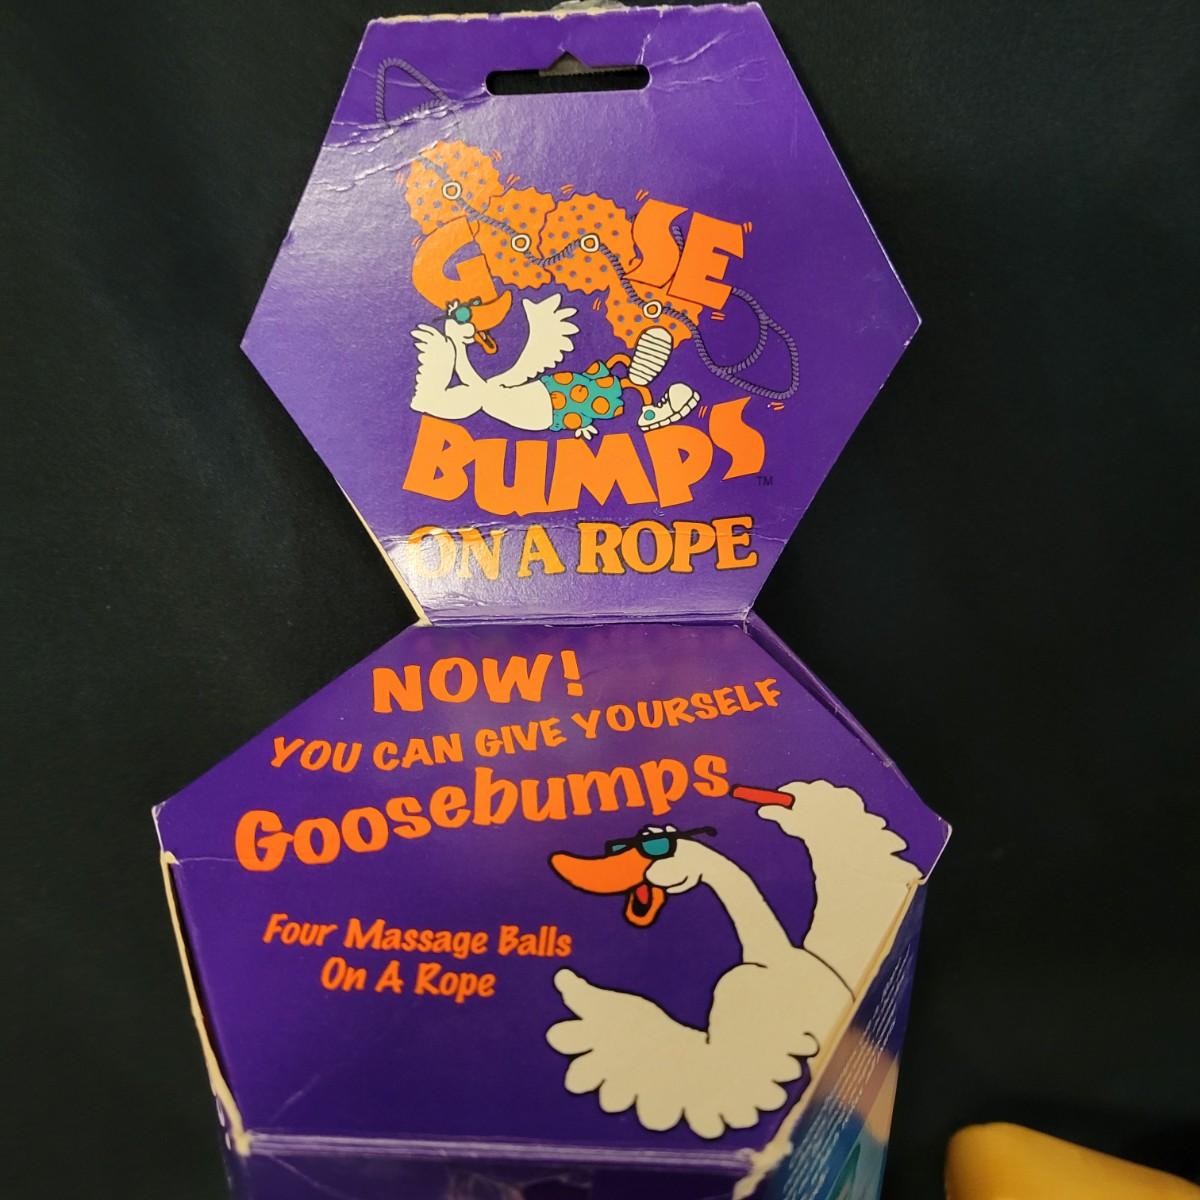 GOOSE
BUMPS™
ON A ROPE
NOW!
YOU CAN GIVE YOURSELF
Goosebumps
Four Massage Balls
On A Rope